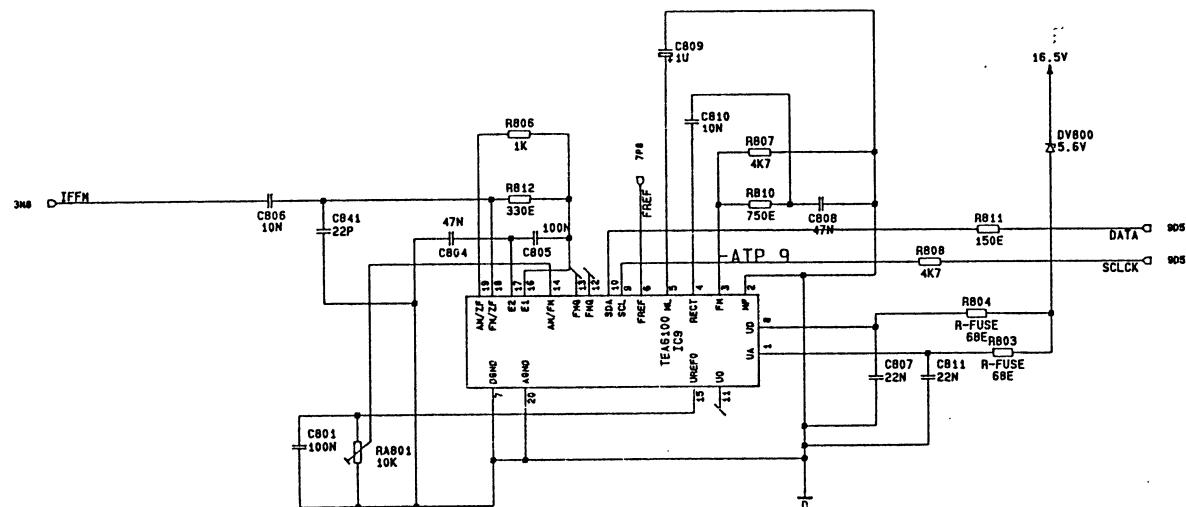 C809
1U
16.5V
C810
10N
R806
1K
DV800
5.6V
R807
4K7
7P8
FREF
3M8
IFFM
R812
330E
R810
750E
C806
10N
C841
22P
47N
C804
100N
C805
C808
47N
R811
150E
DATA
9D5
-ATP 9
R808
4K7
SCLCK
9D5
19
18
17
16
14
13
12
10
9
6
5
4
3
2
AM/ZF
FM/ZF
E2
E1
AM/FM
FMQ
FMQ
SDA
SCL
FREF
ML
RECT
FM
MP
TEA6100
IC9
UD
8
UA
1
R804
R-FUSE
68E
R803
R-FUSE
68E
C807
22N
C811
22N
DGND
AGND
UREFO
UO
7
20
15
11
C801
100N
RA801
10K